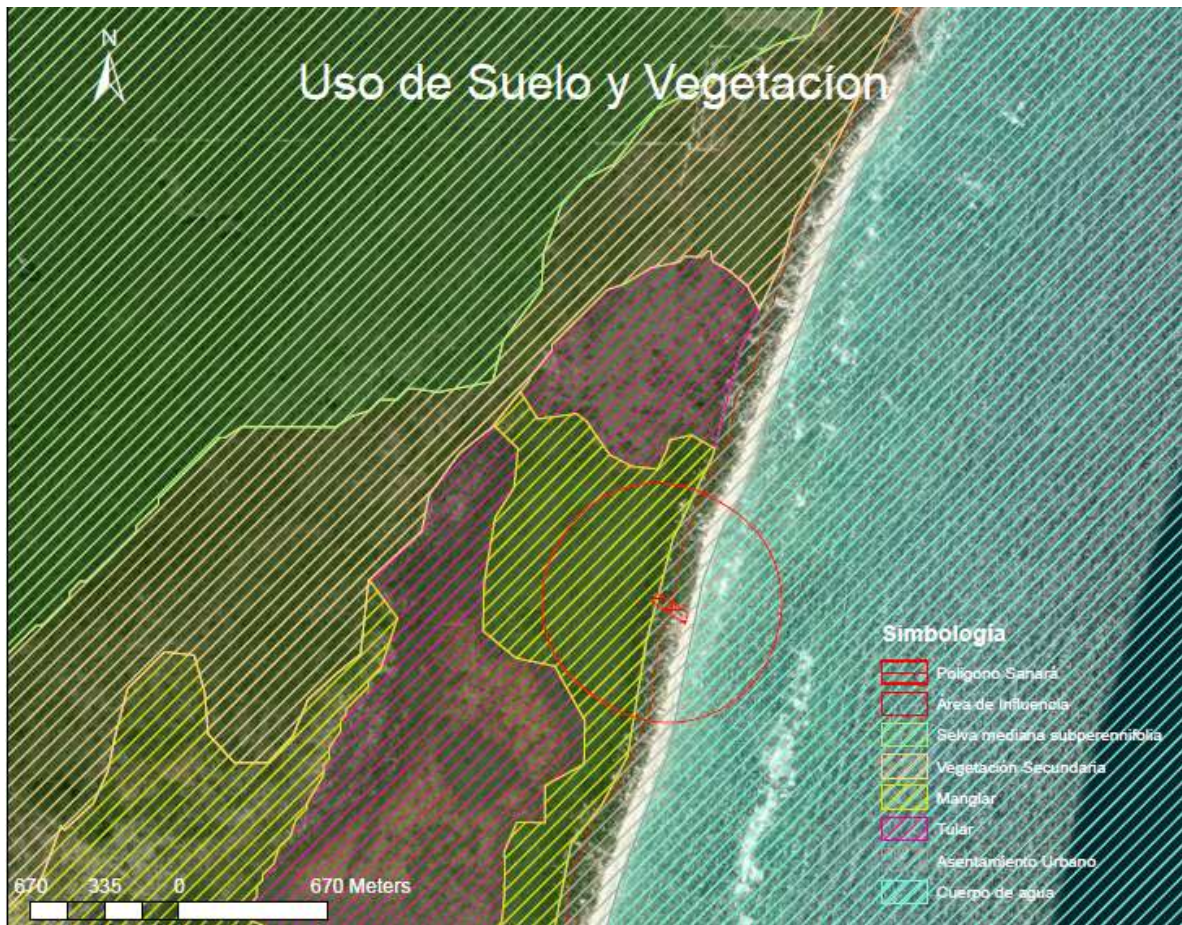 N
Uso de Suelo y Vegetacíon
Simbología
Polígono Sanará
Área de Influencia
Selva mediana subperennifolia
Vegetación Secundaria
Manglar
Tular
Asentamiento Urbano
Cuerpo de agua
670 335 0 670 Meters